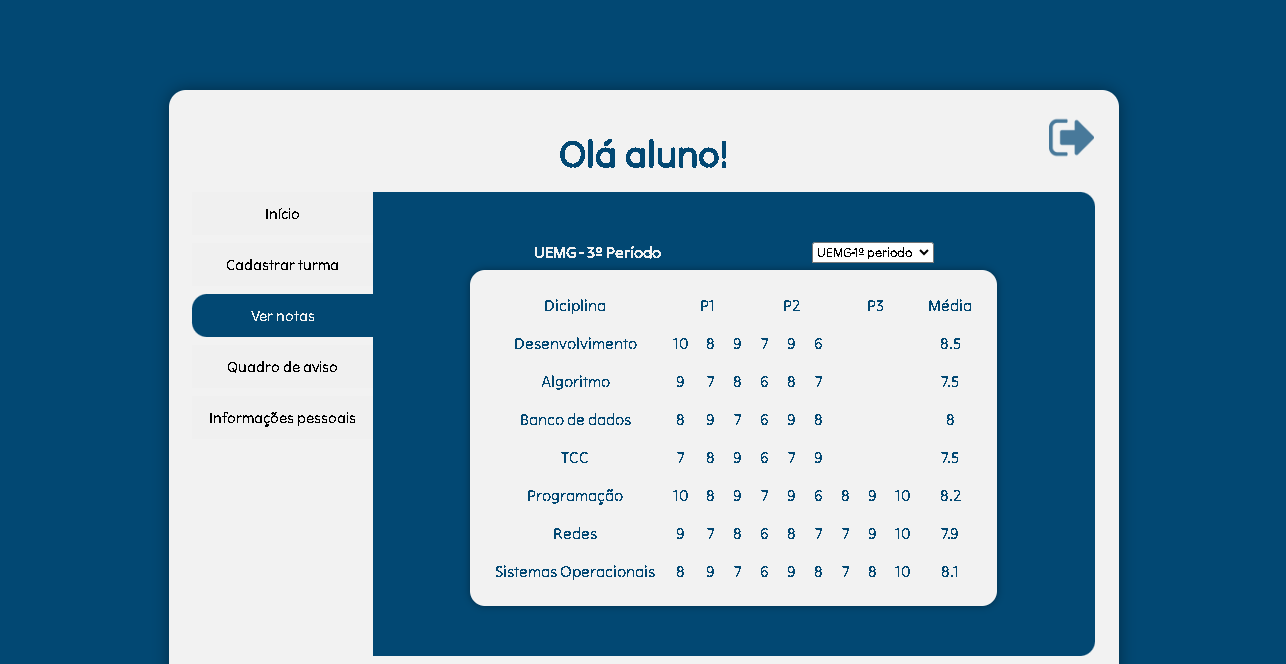 Olá aluno!
Início
Cadastrar turma
Ver notas
Quadro de aviso
Informações pessoais
UEMG - 3º Período UEMG-1º periodo
Diciplina P1 P2 P3 Média
Desenvolvimento 10 8 9 7 9 6 8.5
Algoritmo 9 7 8 6 8 7 7.5
Banco de dados 8 9 7 6 9 8 8
TCC 7 8 9 6 7 9 7.5
Programação 10 8 9 7 9 6 8 9 10 8.2
Redes 9 7 8 6 8 7 7 9 10 7.9
Sistemas Operacionais 8 9 7 6 9 8 7 8 10 8.1